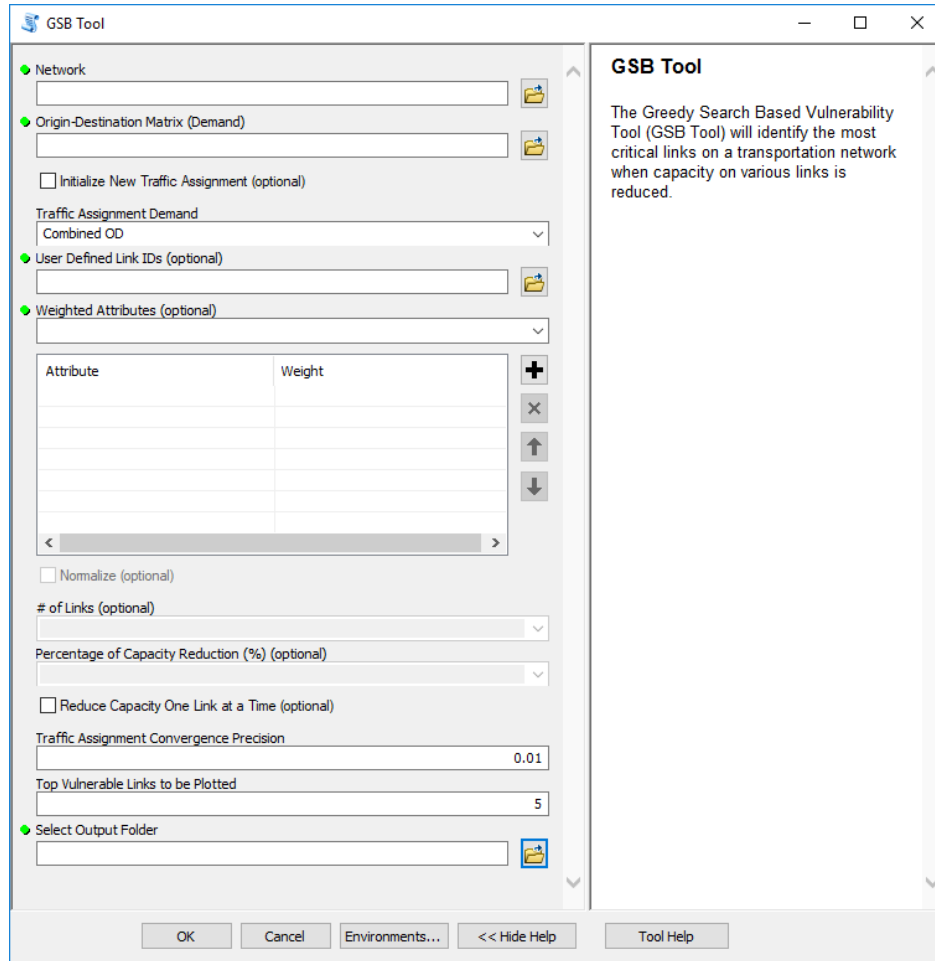 GSB Tool
Network
Origin-Destination Matrix (Demand)
Initialize New Traffic Assignment (optional)
Traffic Assignment Demand
Combined OD
User Defined Link IDs (optional)
Weighted Attributes (optional)
Attribute Weight
Normalize (optional)
# of Links (optional)
Percentage of Capacity Reduction (%) (optional)
Reduce Capacity One Link at a Time (optional)
Traffic Assignment Convergence Precision
0.01
Top Vulnerable Links to be Plotted
5
Select Output Folder
GSB Tool
The Greedy Search Based Vulnerability
Tool (GSB Tool) will identify the most
critical links on a transportation network
when capacity on various links is
reduced.
OK Cancel Environments... << Hide Help Tool Help